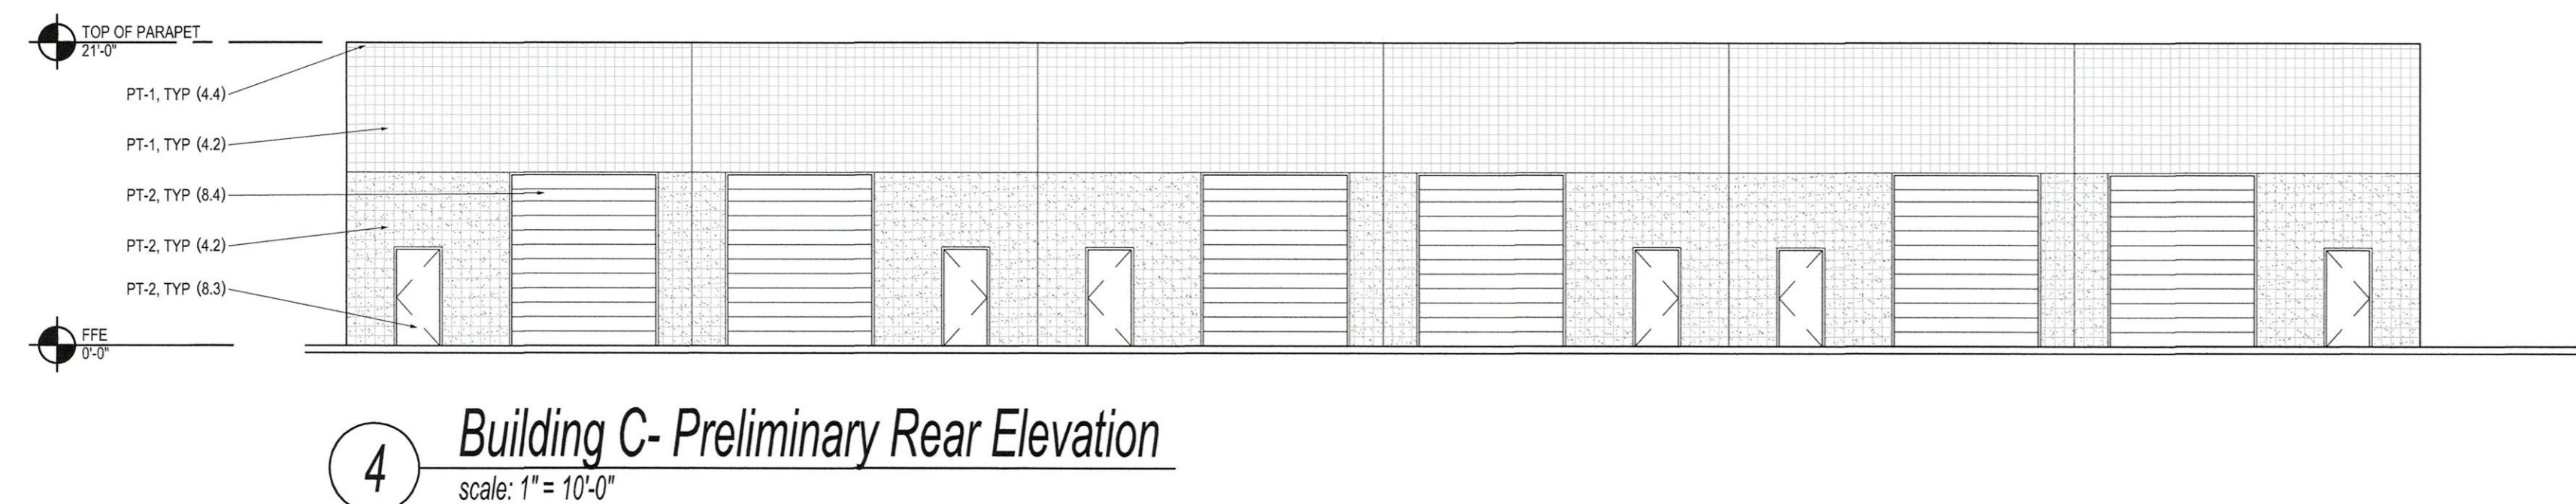 TOP OF PARAPET
21'-0"
PT-1, TYP (4.4)
PT-1, TYP (4.2)
PT-2, TYP (8.4)
PT-2, TYP (4.2)
PT-2, TYP (8.3)
FFE
0'-0"
4
Building C- Preliminary Rear Elevation
scale: 1" = 10'-0"